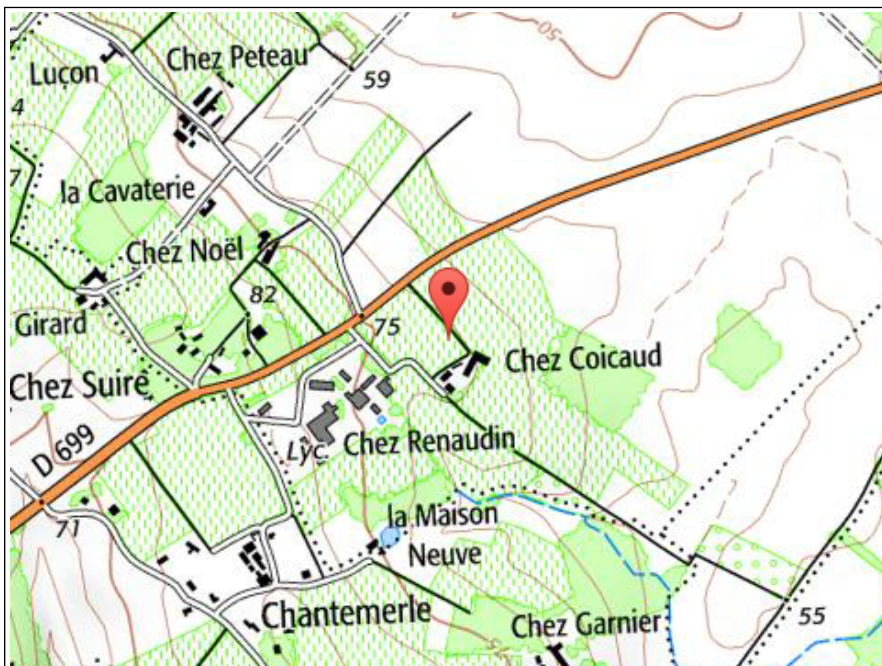 Chez Peteau
Luçon
59
50
4
7
la Cavaterie
Chez Noël
82
Girard
75
Chez Coicaud
Chez Suire
D 699
Lyc.
Chez Renaudin
71
la Maison
Neuve
Chantemerle
Chez Garnier
55